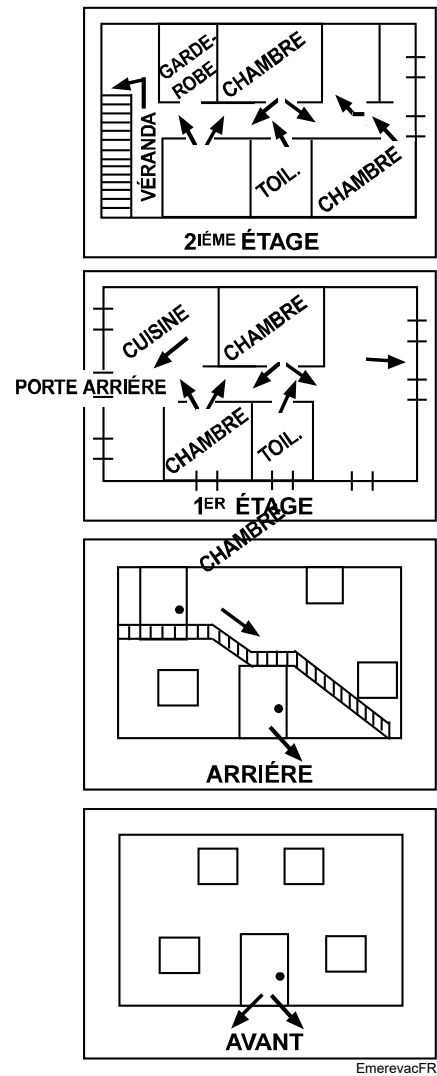 GARDE-
ROBE
CHAMBRE
VÉRANDA
TOIL.
CHAMBRE
2IÉME ÉTAGE
CUISINE
CHAMBRE
PORTE ARRIÉRE
CHAMBRE
TOIL.
1ER ÉTAGE
CHAMBRE
ARRIÉRE
AVANT
EmerevacFR